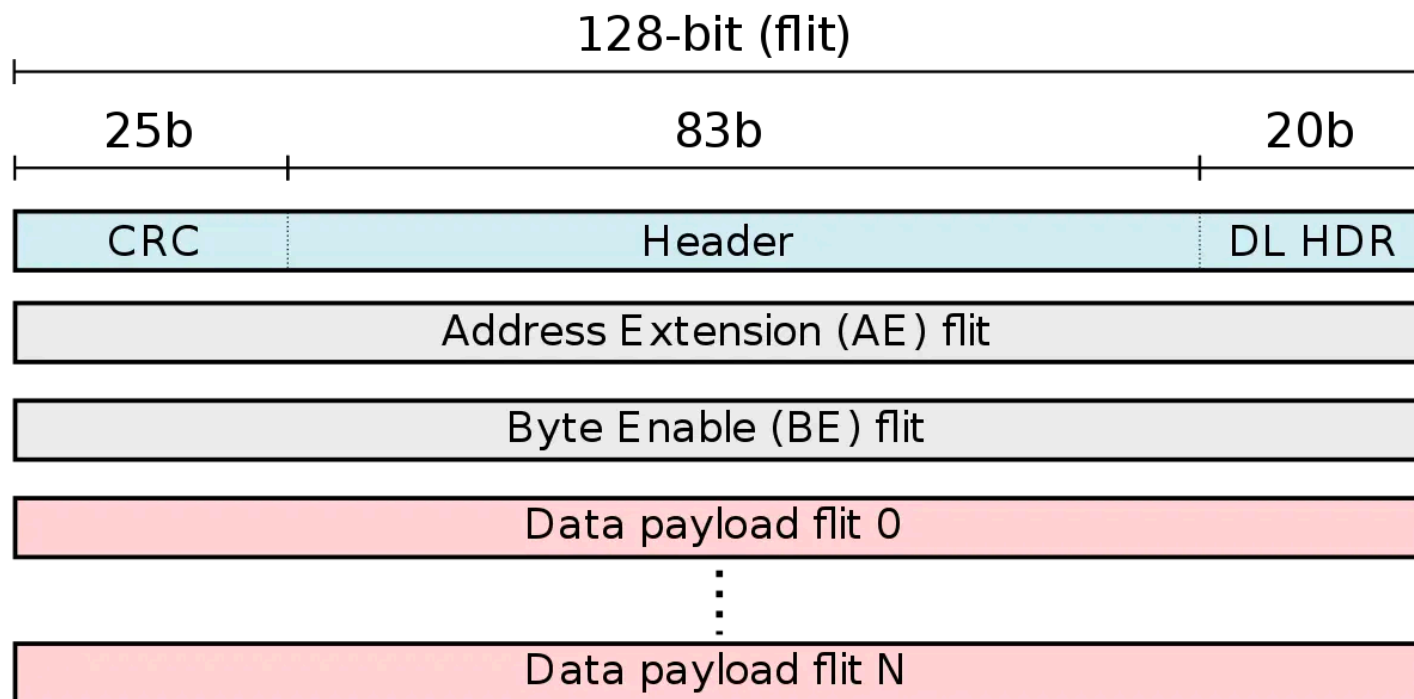 128-bit (flit)
25b 83b 20b
CRC Header DL HDR
Address Extension (AE) flit
Byte Enable (BE) flit
Data payload flit 0
Data payload flit N